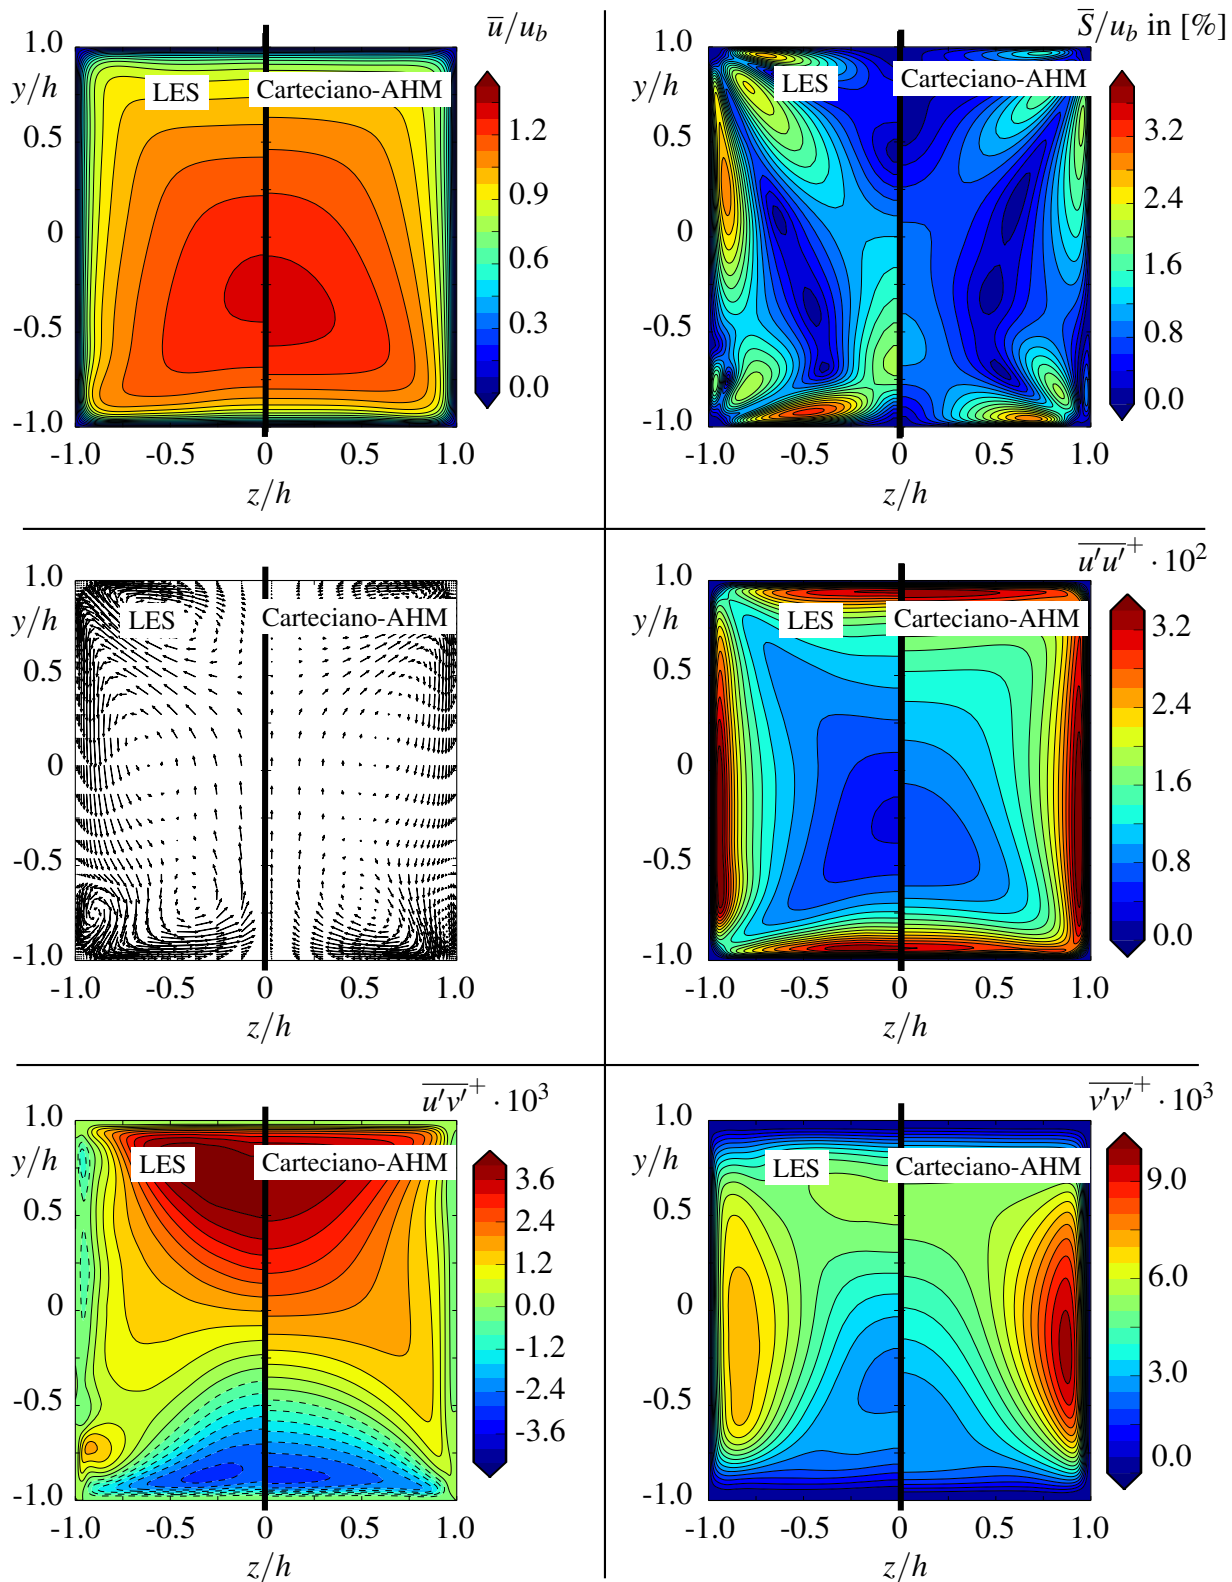 u̅/u_b
1.0
y/h
0.5
0
-0.5
-1.0
LES
Carteciano-AHM
1.2
0.9
0.6
0.3
0.0
-1.0 -0.5 0 0.5 1.0
z/h
S̅/u_b in [%]
1.0
y/h
0.5
0
-0.5
-1.0
LES
Carteciano-AHM
3.2
2.4
1.6
0.8
0.0
-1.0 -0.5 0 0.5 1.0
z/h
1.0
y/h
0.5
0
-0.5
-1.0
LES
Carteciano-AHM
-1.0 -0.5 0 0.5 1.0
z/h
u̅'̅u̅'̅⁺ · 10²
1.0
y/h
0.5
0
-0.5
-1.0
LES
Carteciano-AHM
3.2
2.4
1.6
0.8
0.0
-1.0 -0.5 0 0.5 1.0
z/h
u̅'̅v̅'̅⁺ · 10³
1.0
y/h
0.5
0
-0.5
-1.0
LES
Carteciano-AHM
3.6
2.4
1.2
0.0
-1.2
-2.4
-3.6
-1.0 -0.5 0 0.5 1.0
z/h
v̅'̅v̅'̅⁺ · 10³
1.0
y/h
0.5
0
-0.5
-1.0
LES
Carteciano-AHM
9.0
6.0
3.0
0.0
-1.0 -0.5 0 0.5 1.0
z/h